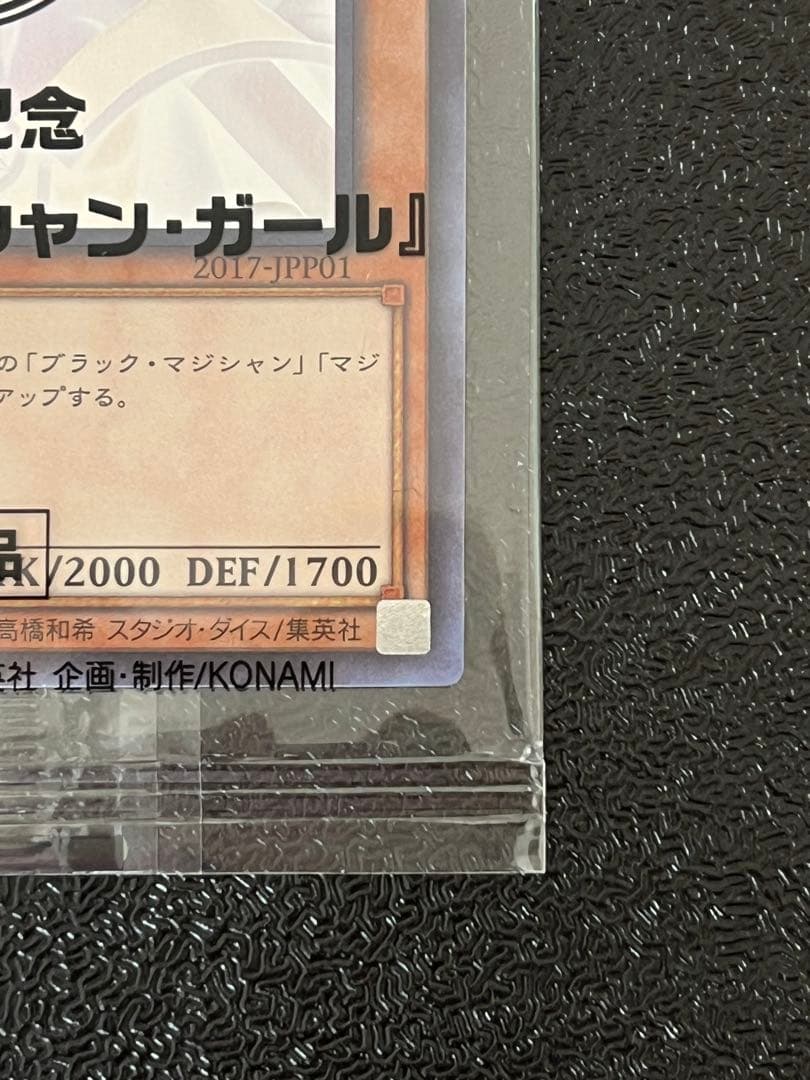 記念
シャン・ガール』
2017-JPP01
の「ブラック・マジシャン」「マジ
アップする。
品
K/2000 DEF/1700
高橋和希 スタジオ・ダイス/集英社
英社 企画・制作/KONAMI